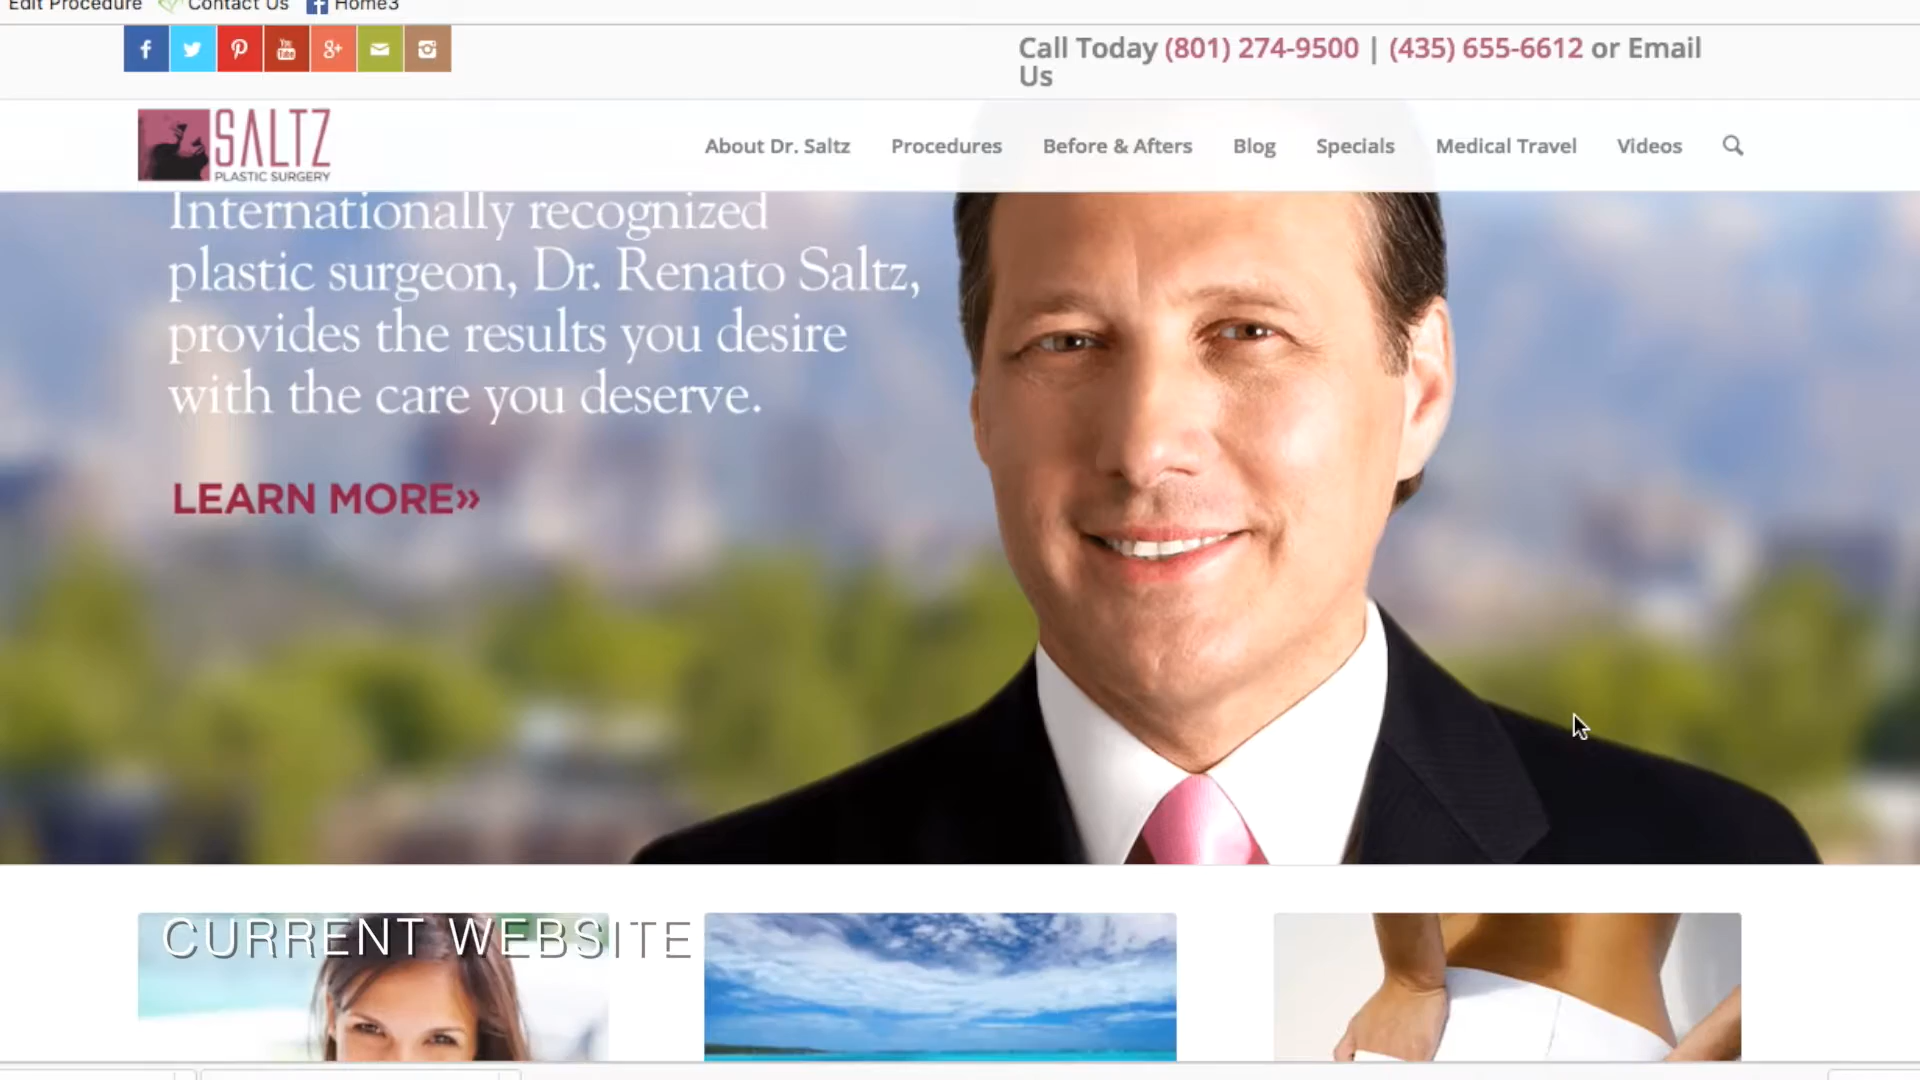 Edit Procedure Contact Us Home3
Call Today (801) 274-9500 | (435) 655-6612 or Email
Us
SALTZ
PLASTIC SURGERY
About Dr. Saltz Procedures Before & Afters Blog Specials Medical Travel Videos
Internationally recognized
plastic surgeon, Dr. Renato Saltz,
provides the results you desire
with the care you deserve.
LEARN MORE»
CURRENT WEBSITE